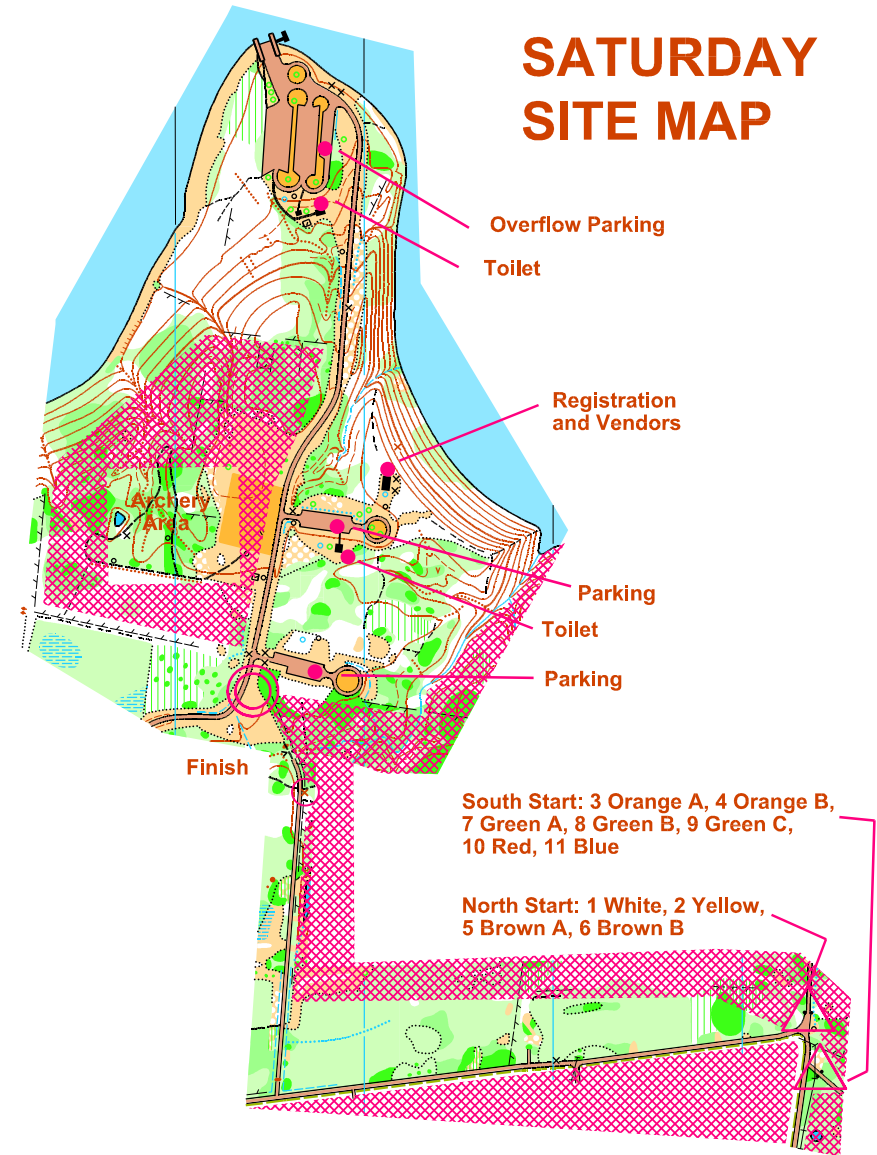 SATURDAY
SITE MAP
Overflow Parking
Toilet
Registration
and Vendors
Archery
Area
Parking
Toilet
Parking
Finish
South Start: 3 Orange A, 4 Orange B,
7 Green A, 8 Green B, 9 Green C,
10 Red, 11 Blue
North Start: 1 White, 2 Yellow,
5 Brown A, 6 Brown B